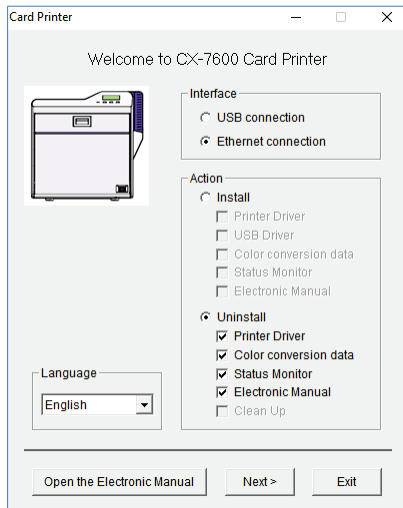 Card Printer
Welcome to CX-7600 Card Printer
Interface
USB connection
Ethernet connection
Action
Install
Printer Driver
USB Driver
Color conversion data
Status Monitor
Electronic Manual
Uninstall
Printer Driver
Color conversion data
Status Monitor
Electronic Manual
Clean Up
Language
English
Open the Electronic Manual
Next >
Exit